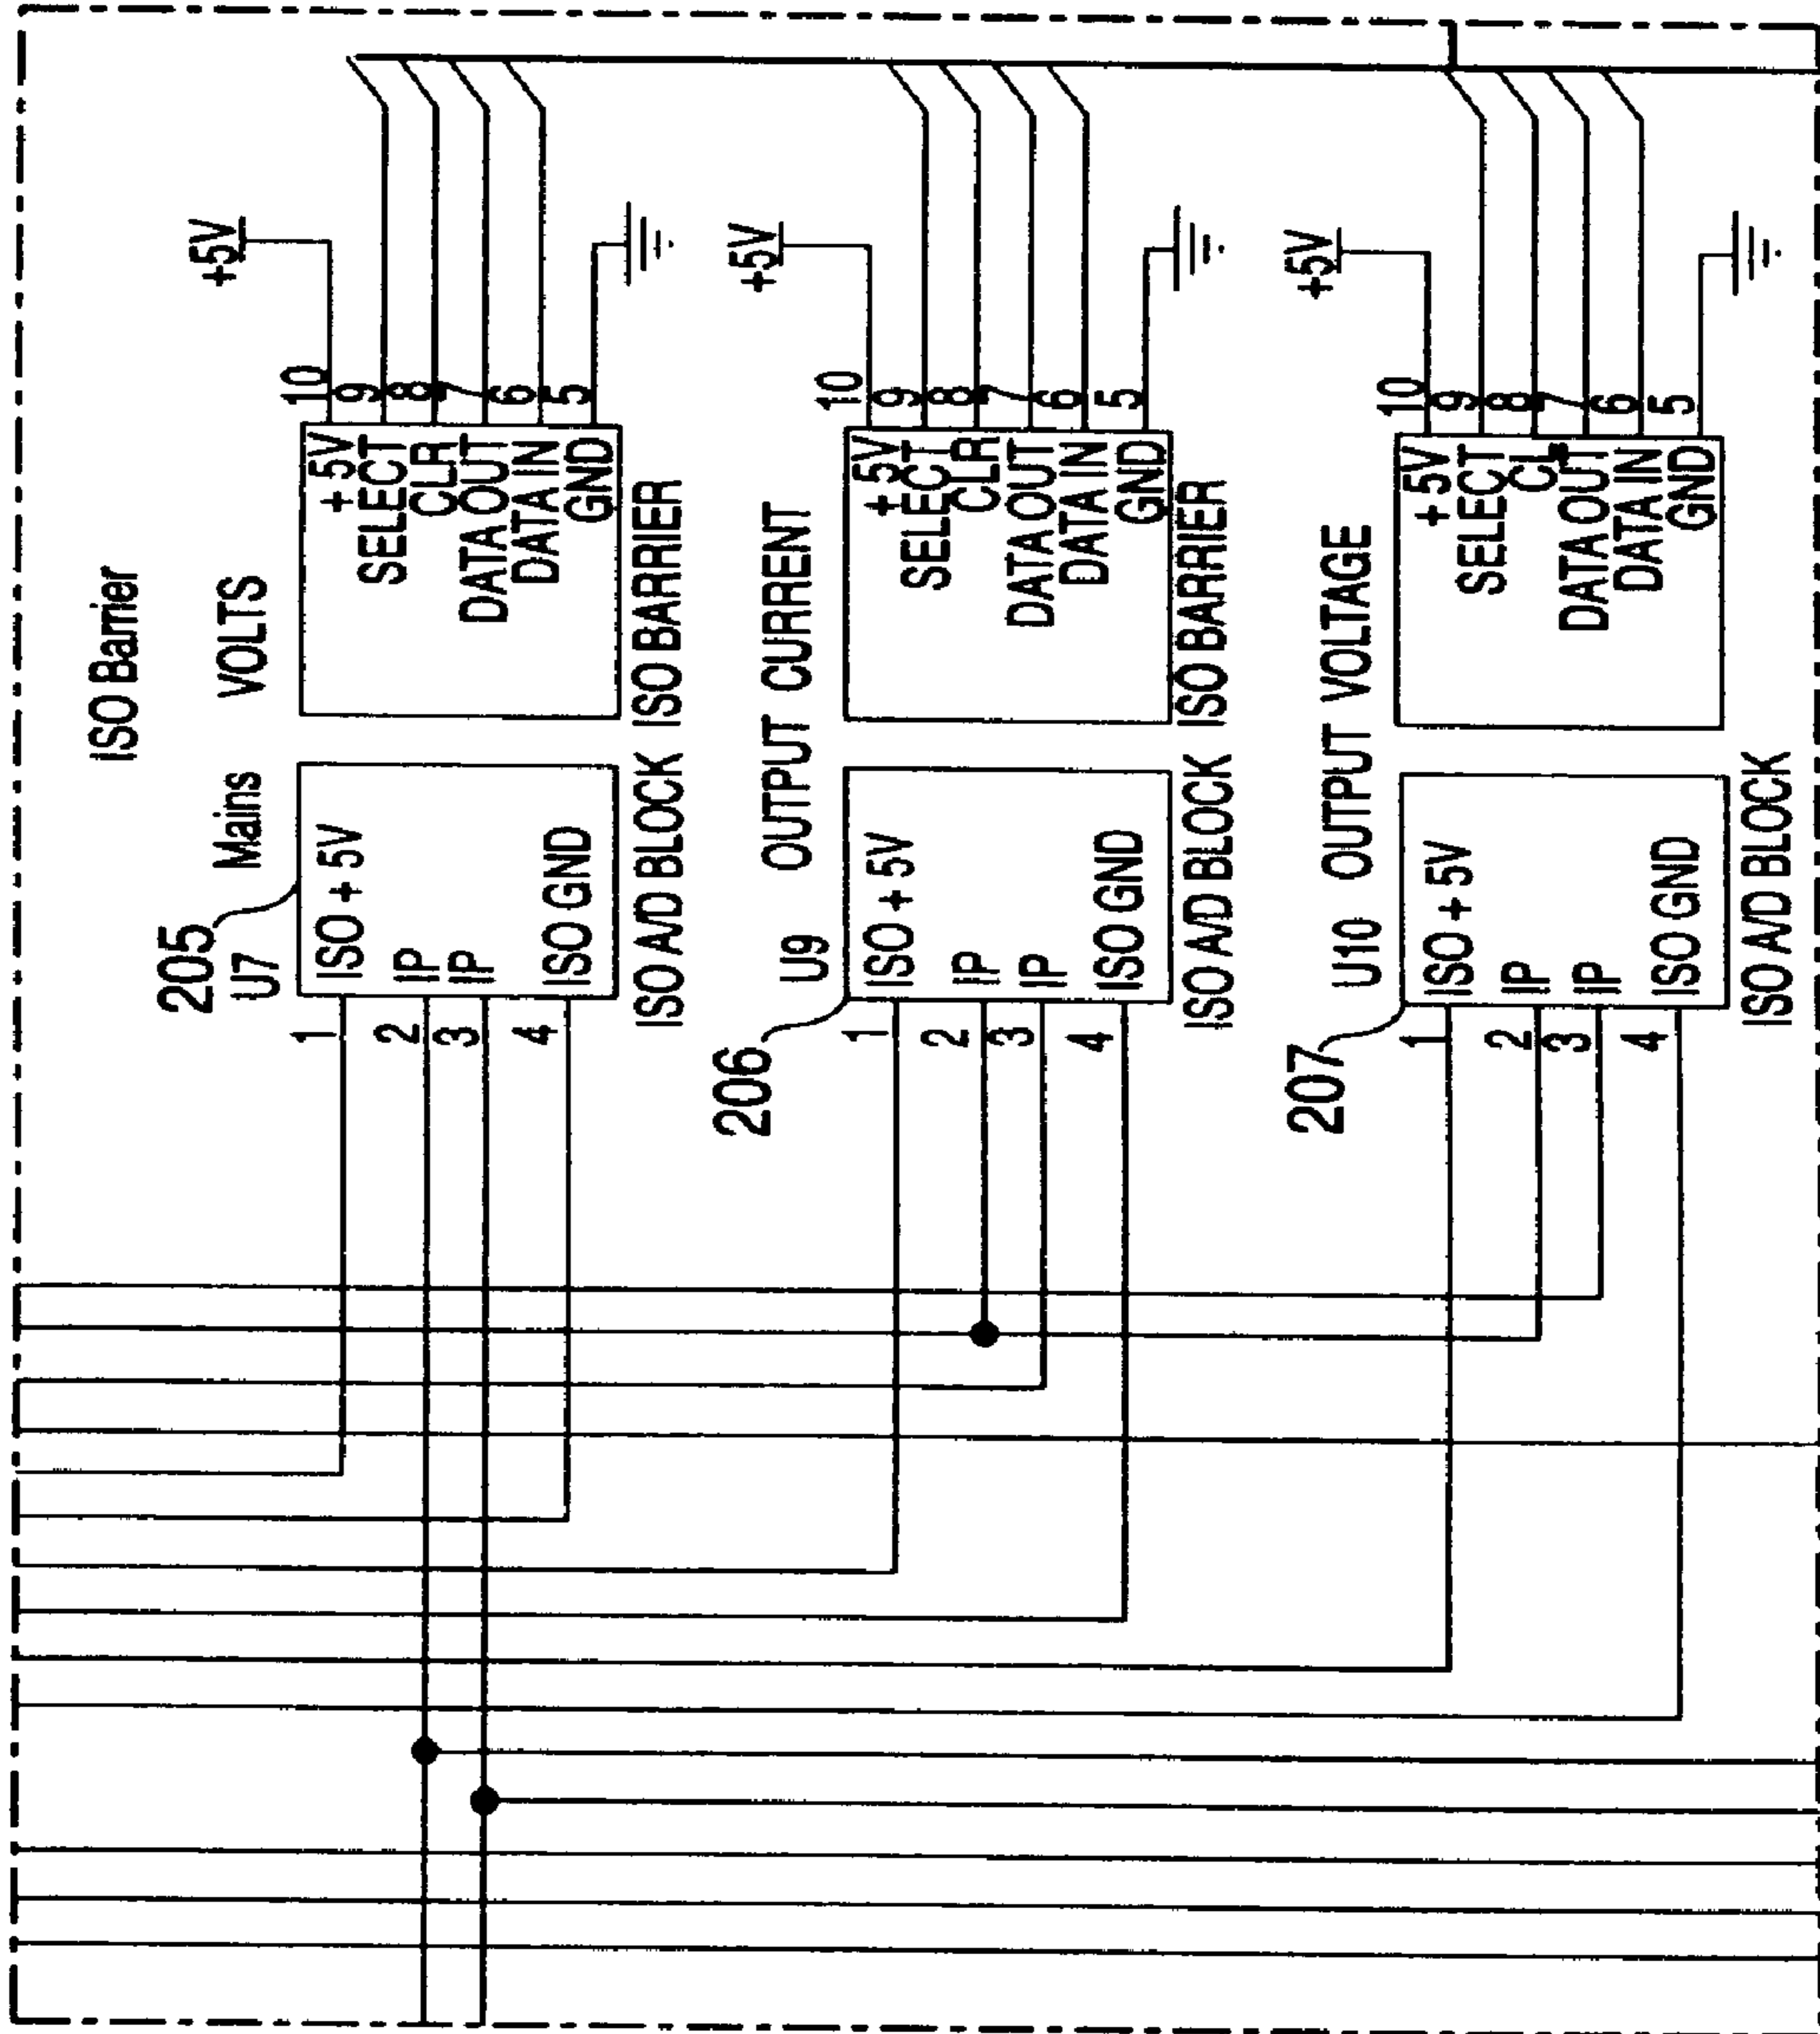 ISO Barrier
205
U7 Mains VOLTS
+5V
1 ISO + 5V
2 IP
3 IP
4 ISO GND
+5V 10
SELECT 9
CLR 8
DATA OUT 7
DATA IN 6
GND 5
ISO A/D BLOCK ISO BARRIER
206
U9 OUTPUT CURRENT
+5V
1 ISO + 5V
2 IP
3 IP
4 ISO GND
+5V 10
SELECT 9
CLR 8
DATA OUT 7
DATA IN 6
GND 5
ISO A/D BLOCK ISO BARRIER
207
U10 OUTPUT VOLTAGE
+5V
1 ISO + 5V
2 IP
3 IP
4 ISO GND
+5V 10
SELECT 9
8
DATA OUT 7
DATA IN 6
GND 5
ISO A/D BLOCK